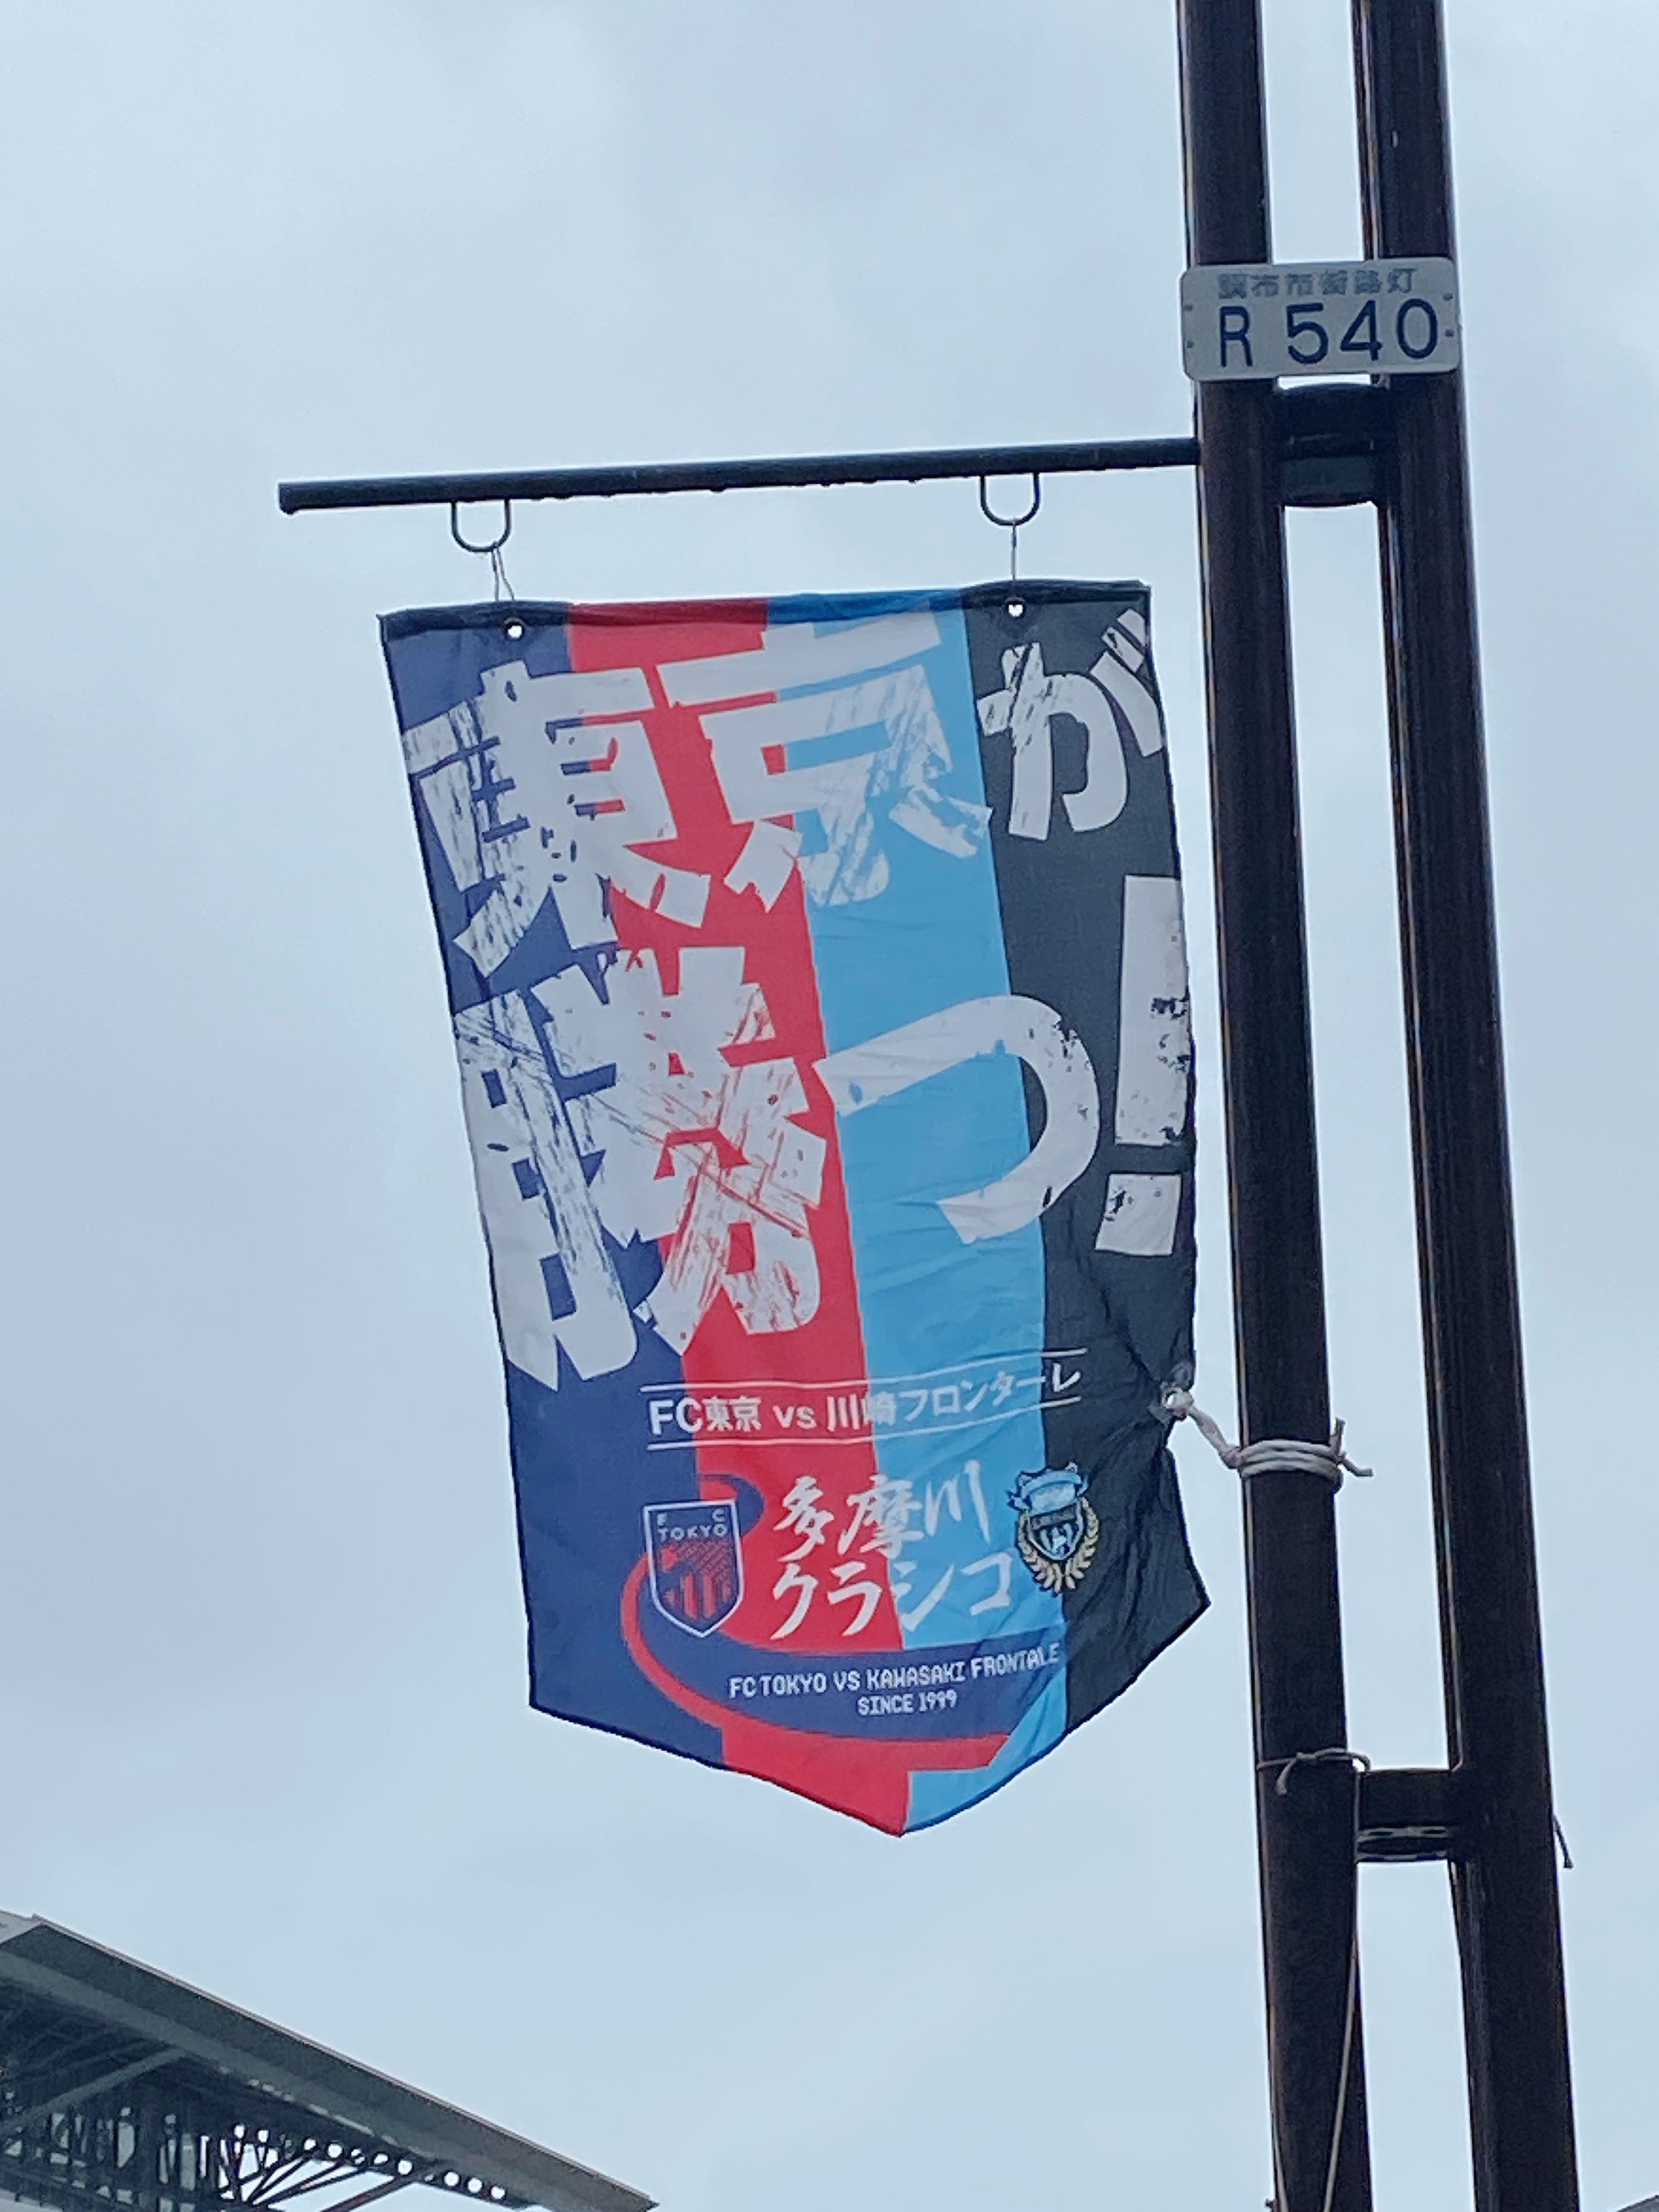 調布市街路灯
R 540
東京が
勝つ!
FC東京 vs 川崎フロンターレ
F C
TOKYO
多摩川
クラシコ
FC TOKYO VS KAWASAKI FRONTALE
SINCE 1999